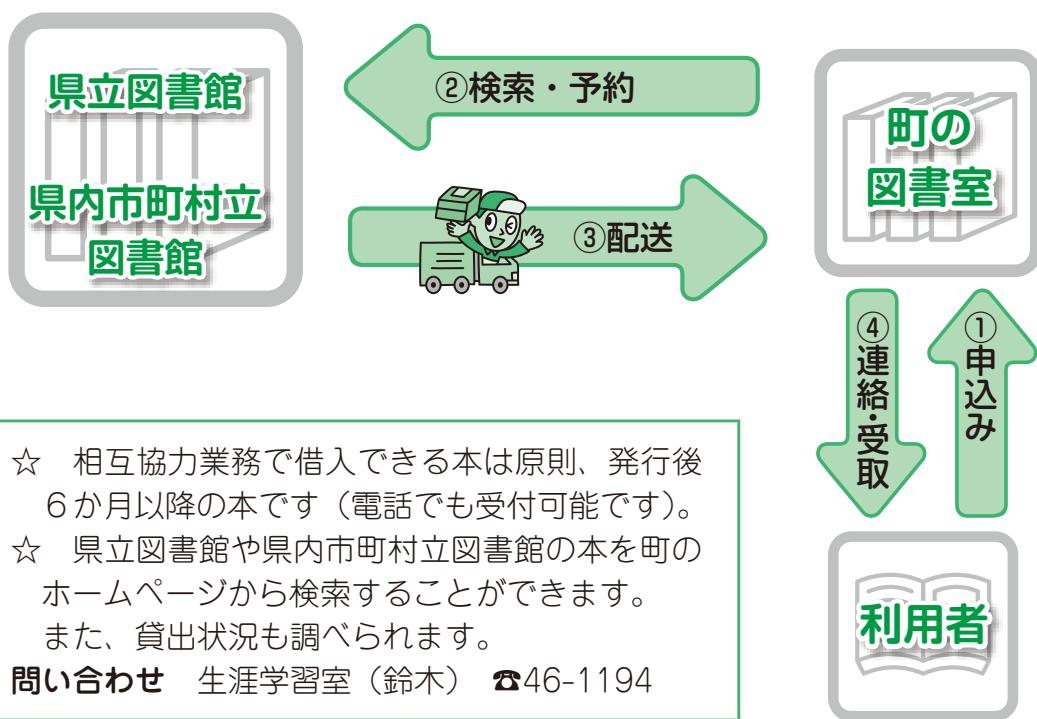 県立図書館
県内市町村立
図書館
②検索・予約
③配送
町の
図書室
④連絡・受取
①申込み
利用者
☆　相互協力業務で借入できる本は原則、発行後
６か月以降の本です（電話でも受付可能です）。
☆　県立図書館や県内市町村立図書館の本を町の
ホームページから検索することができます。
また、貸出状況も調べられます。
問い合わせ　生涯学習室（鈴木）　☎46-1194